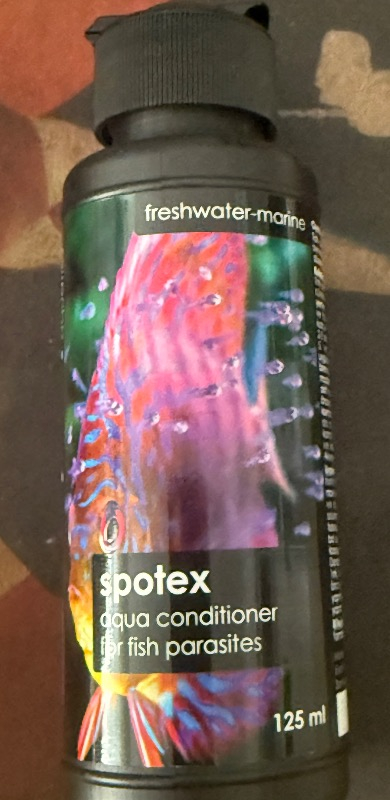 freshwater-marine
spotex
aqua conditioner
for fish parasites
125 ml